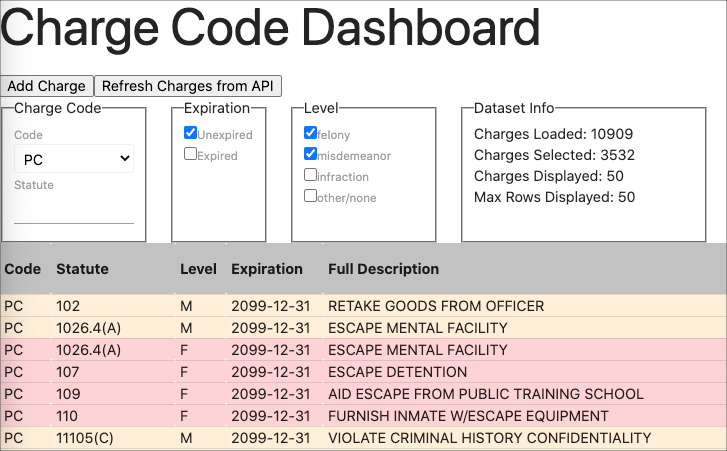 Charge Code Dashboard
Add Charge Refresh Charges from API
Charge Code
Code
PC
Statute
Expiration
Unexpired
Expired
Level
felony
misdemeanor
infraction
other/none
Dataset Info
Charges Loaded: 10909
Charges Selected: 3532
Charges Displayed: 50
Max Rows Displayed: 50
Code Statute Level Expiration Full Description
PC 102 M 2099-12-31 RETAKE GOODS FROM OFFICER
PC 1026.4(A) M 2099-12-31 ESCAPE MENTAL FACILITY
PC 1026.4(A) F 2099-12-31 ESCAPE MENTAL FACILITY
PC 107 F 2099-12-31 ESCAPE DETENTION
PC 109 F 2099-12-31 AID ESCAPE FROM PUBLIC TRAINING SCHOOL
PC 110 F 2099-12-31 FURNISH INMATE W/ESCAPE EQUIPMENT
PC 11105(C) M 2099-12-31 VIOLATE CRIMINAL HISTORY CONFIDENTIALITY